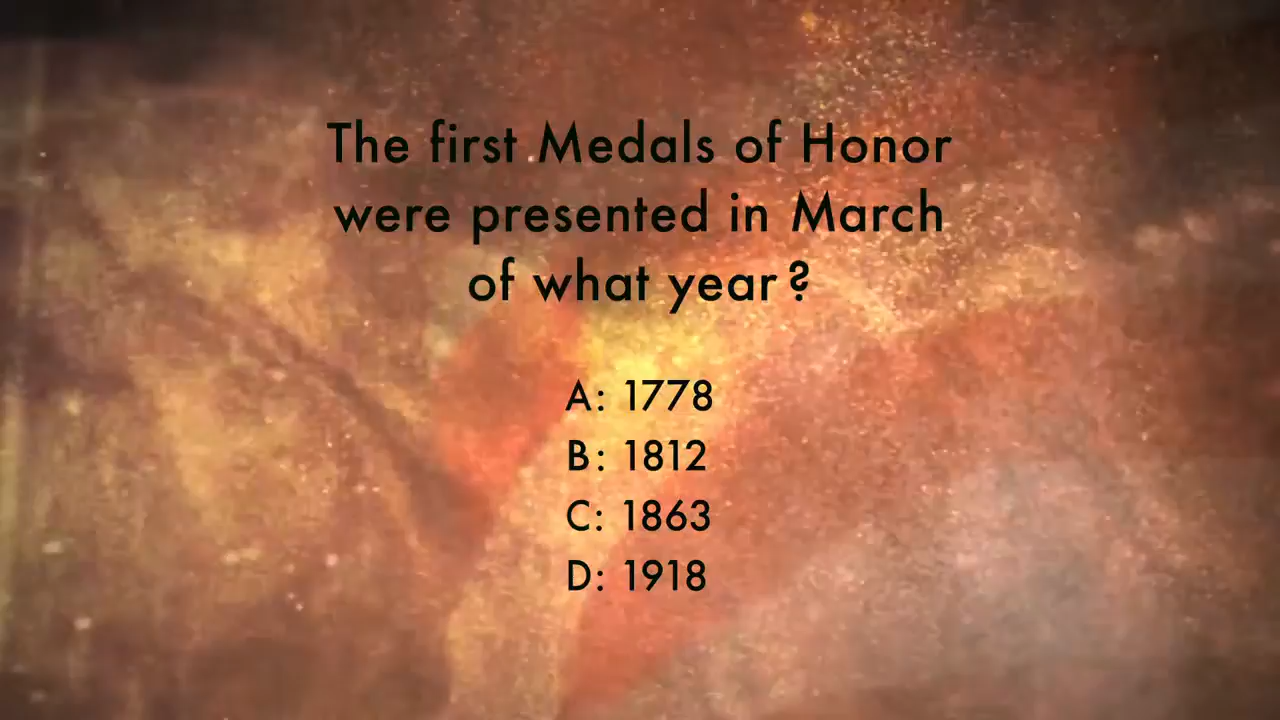 The first Medals of Honor
were presented in March
of what year?
A: 1778
B: 1812
C: 1863
D: 1918